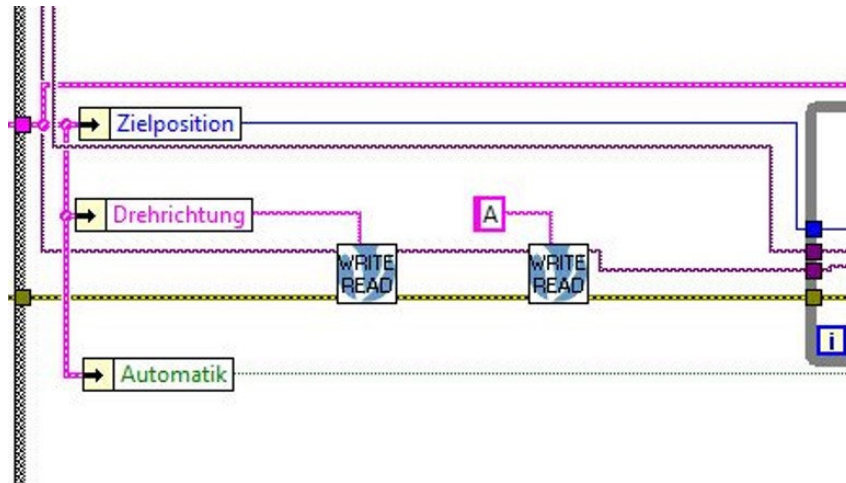 Zielposition
Drehrichtung
A
WRITE
READ
WRITE
READ
i
Automatik